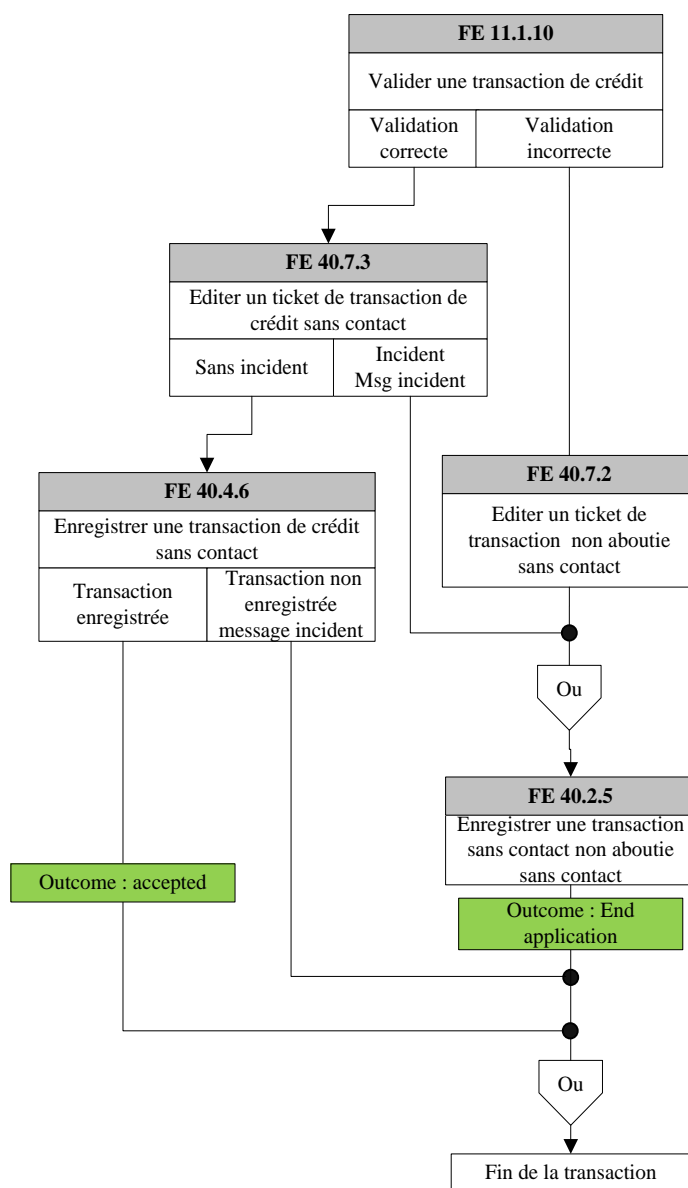 FE 11.1.10
Valider une transaction de crédit
Validation
correcte
Validation
incorrecte
FE 40.7.3
Editer un ticket de transaction de
crédit sans contact
Sans incident
Incident
Msg incident
FE 40.4.6
Enregistrer une transaction de crédit
sans contact
Transaction
enregistrée
Transaction non
enregistrée
message incident
FE 40.7.2
Editer un ticket de
transaction non aboutie
sans contact
Ou
FE 40.2.5
Enregistrer une transaction
sans contact non aboutie
sans contact
Outcome : accepted
Outcome : End
application
Ou
Fin de la transaction